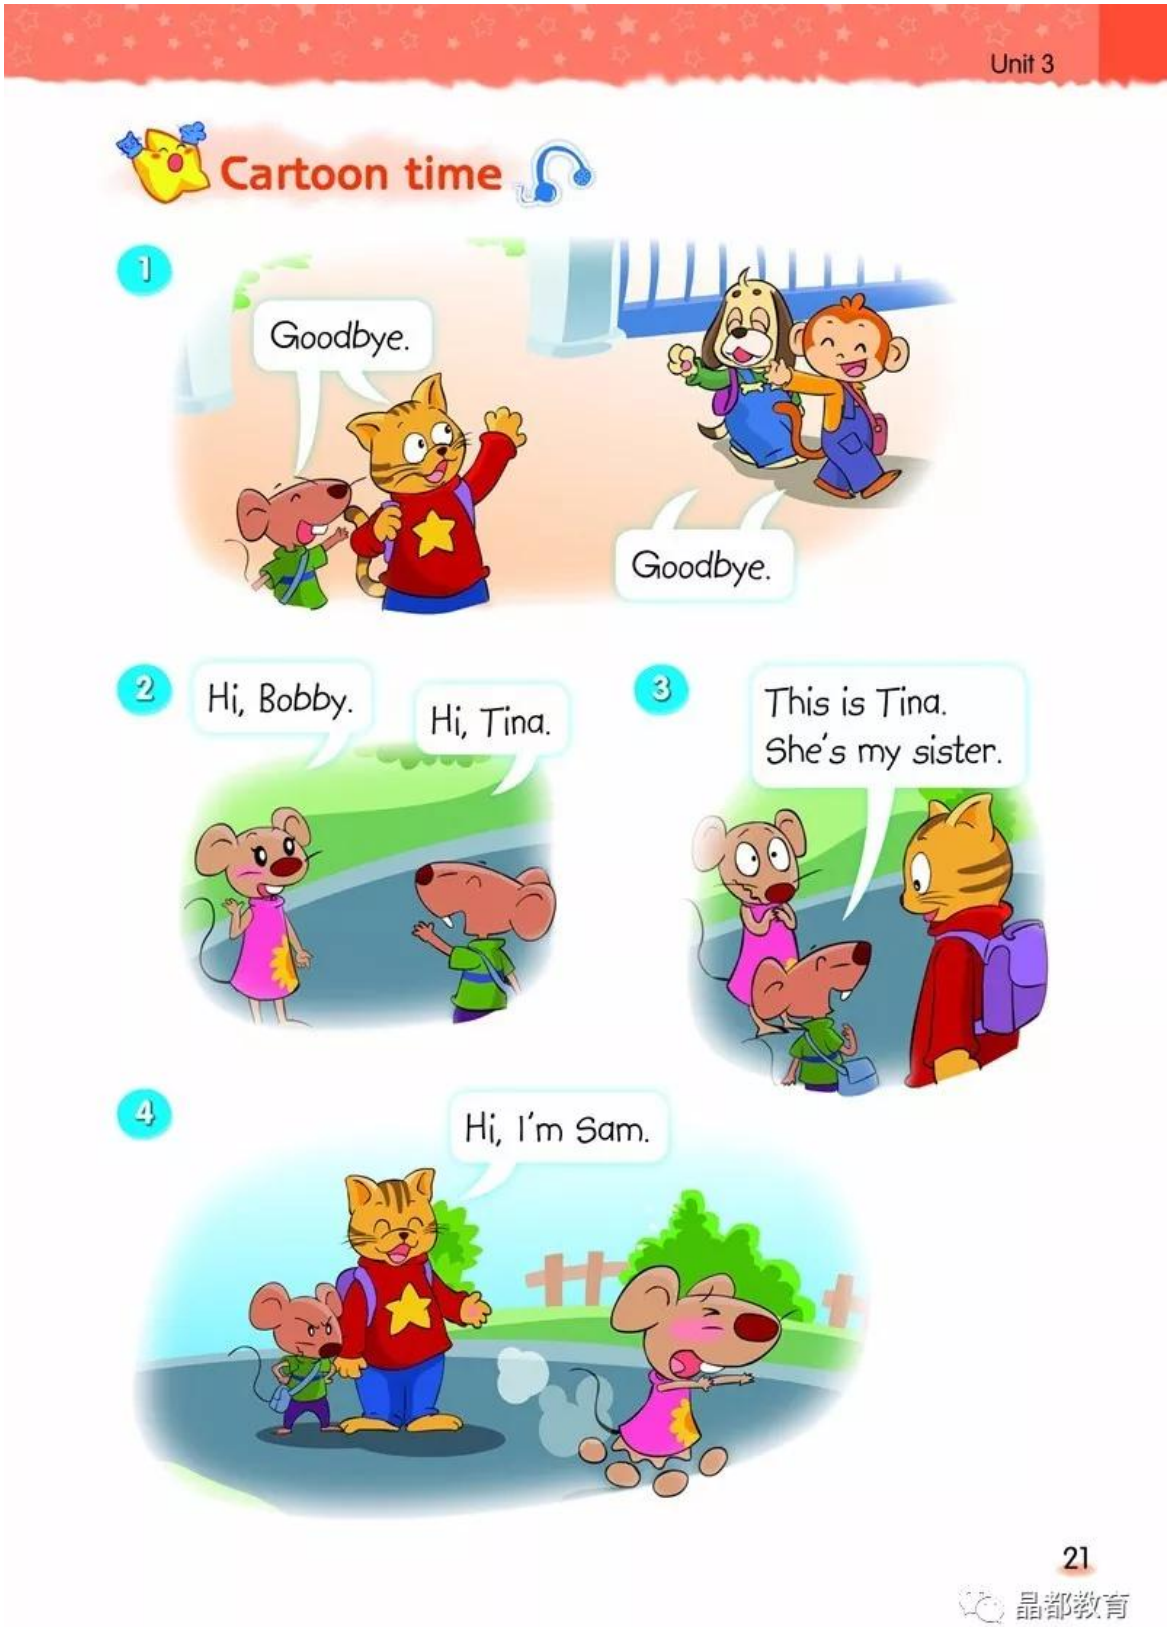 Unit 3
Cartoon time
1
Goodbye.
Goodbye.
2
Hi, Bobby.
Hi, Tina.
3
This is Tina.
She's my sister.
4
Hi, I'm Sam.
21
晶都教育